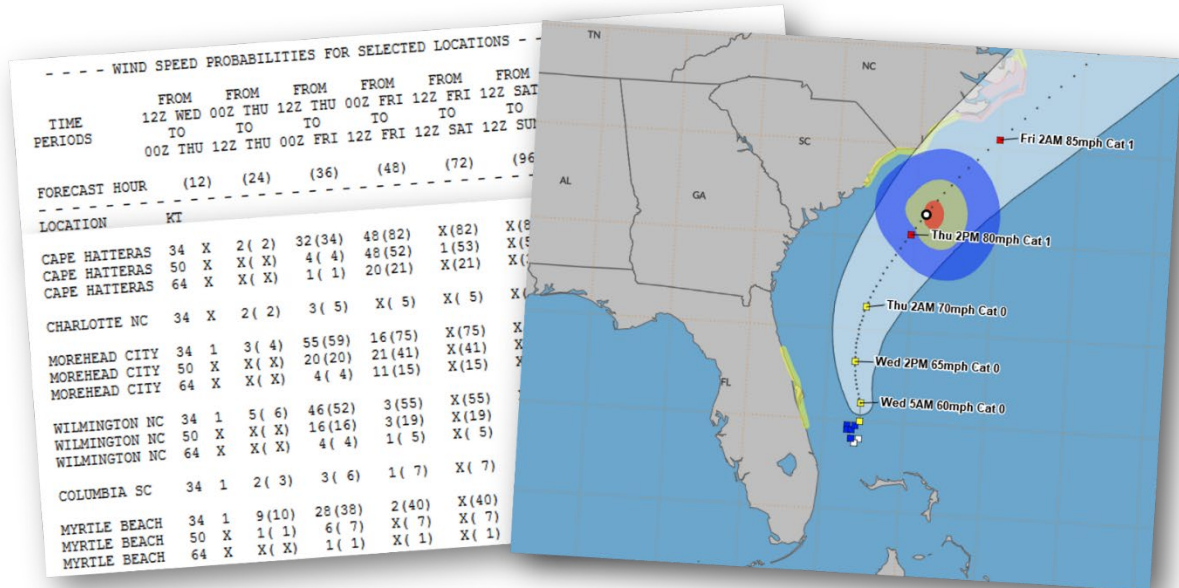 - - - - WIND SPEED PROBABILITIES FOR SELECTED LOCATIONS - -
FROM FROM FROM FROM FROM FROM
TIME 12Z WED 00Z THU 12Z THU 00Z FRI 12Z FRI 12Z SAT
PERIODS TO TO TO TO TO TO
00Z THU 12Z THU 00Z FRI 12Z FRI 12Z SAT 12Z SUN
FORECAST HOUR (12) (24) (36) (48) (72) (96
- - - - - - - - - - - - - - - - - - - - - - - - - -
LOCATION KT
CAPE HATTERAS 34 X 2( 2) 32(34) 48(82) X(82) X(8
CAPE HATTERAS 50 X X( X) 4( 4) 48(52) 1(53) X(5
CAPE HATTERAS 64 X X( X) 1( 1) 20(21) X(21) X(
CHARLOTTE NC 34 X 2( 2) 3( 5) X( 5) X( 5) X(
MOREHEAD CITY 34 1 3( 4) 55(59) 16(75) X(75) X
MOREHEAD CITY 50 X X( X) 20(20) 21(41) X(41) X
MOREHEAD CITY 64 X X( X) 4( 4) 11(15) X(15) X
WILMINGTON NC 34 1 5( 6) 46(52) 3(55) X(55)
WILMINGTON NC 50 X X( X) 16(16) 3(19) X(19)
WILMINGTON NC 64 X X( X) 4( 4) 1( 5) X( 5)
COLUMBIA SC 34 1 2( 3) 3( 6) 1( 7) X( 7)
MYRTLE BEACH 34 1 9(10) 28(38) 2(40) X(40)
MYRTLE BEACH 50 X 1( 1) 6( 7) X( 7) X( 7)
MYRTLE BEACH 64 X X( X) 1( 1) X( 1) X( 1)
TN
NC
SC
AL
GA
FL
Fri 2AM 85mph Cat 1
Thu 2PM 80mph Cat 1
Thu 2AM 70mph Cat 0
Wed 2PM 65mph Cat 0
Wed 5AM 60mph Cat 0